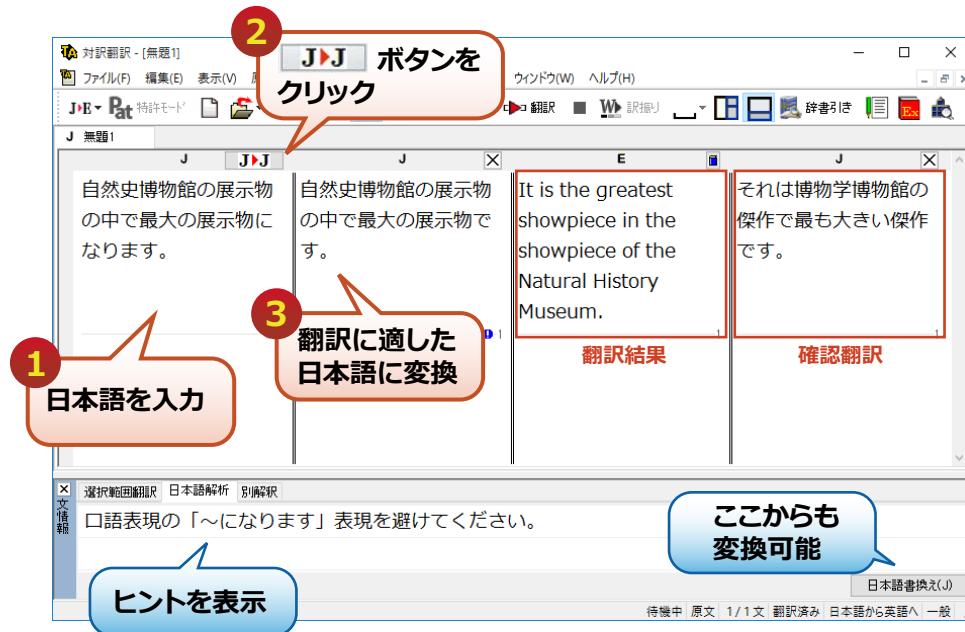 2
J▶J ボタンを
クリック
対訳翻訳 - [無題1]
ファイル(F) 編集(E) 表示(V)
ウィンドウ(W) ヘルプ(H)
J▶E Pat 特許モード
翻訳
W 訳振り
辞書引き
Ex
J 無題1
J J▶J J E J
自然史博物館の展示物
の中で最大の展示物に
なります。
自然史博物館の展示物
の中で最大の展示物で
す。
1
It is the greatest
showpiece in the
showpiece of the
Natural History
Museum.
1
それは博物学博物館の
傑作で最も大きい傑作
です。
1
翻訳結果
確認翻訳
3
翻訳に適した
日本語に変換
1
日本語を入力
文情報
選択範囲翻訳 日本語解析 別解釈
口語表現の「～になります」表現を避けてください。
ここからも
変換可能
ヒントを表示
日本語書換え(J)
待機中 原文 1/1文 翻訳済み 日本語から英語へ 一般